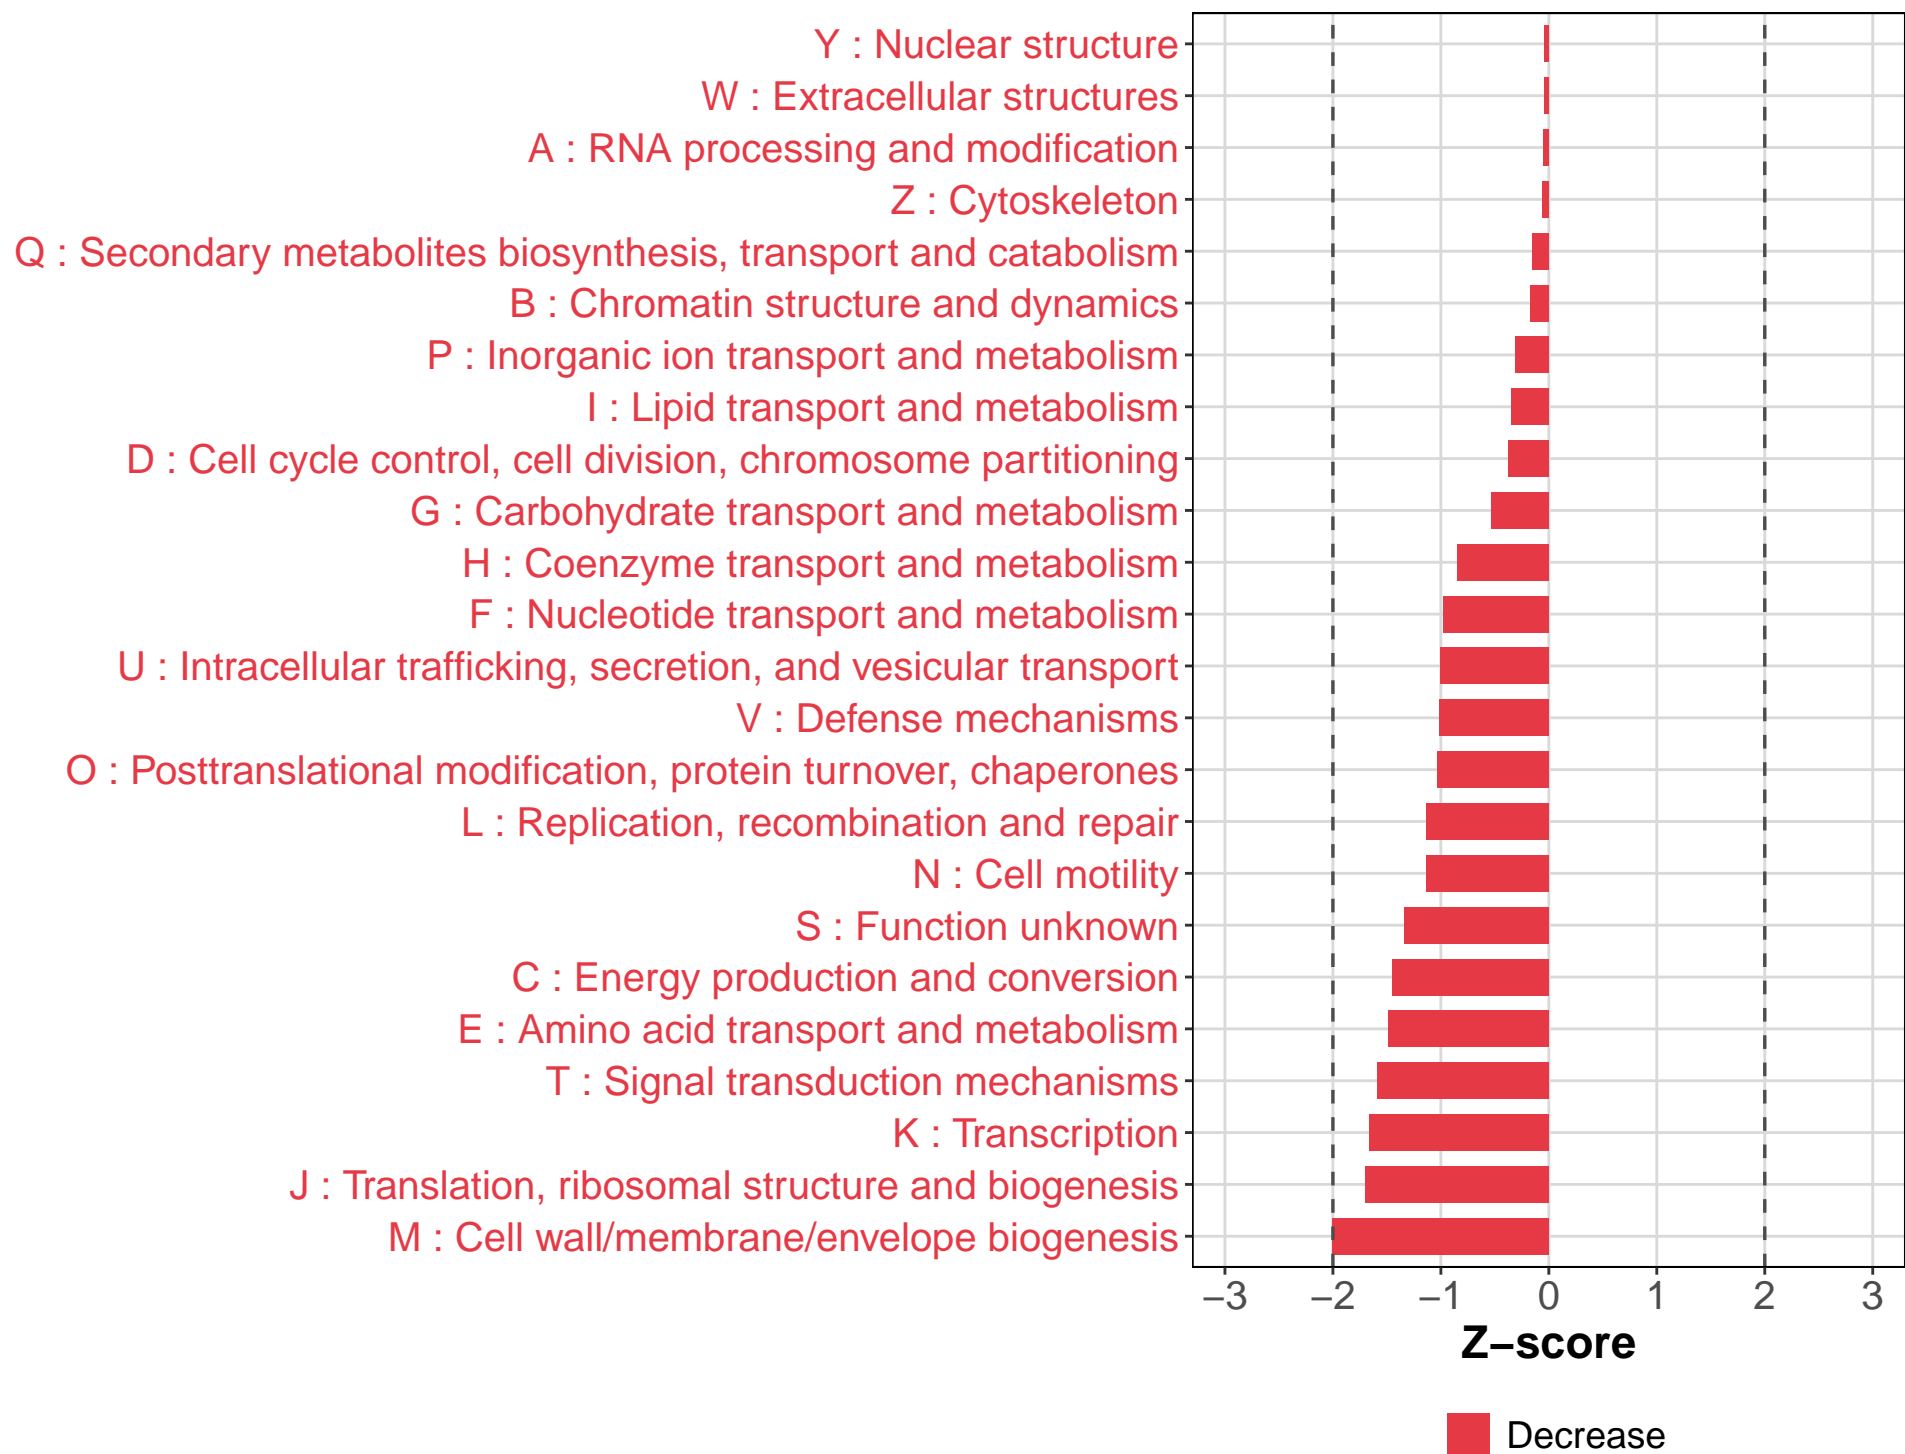 Y : Nuclear structure
W : Extracellular structures
A : RNA processing and modification
Z : Cytoskeleton
Q : Secondary metabolites biosynthesis, transport and catabolism
B : Chromatin structure and dynamics
P : Inorganic ion transport and metabolism
I : Lipid transport and metabolism
D : Cell cycle control, cell division, chromosome partitioning
G : Carbohydrate transport and metabolism
H : Coenzyme transport and metabolism
F : Nucleotide transport and metabolism
U : Intracellular trafficking, secretion, and vesicular transport
V : Defense mechanisms
O : Posttranslational modification, protein turnover, chaperones
L : Replication, recombination and repair
N : Cell motility
S : Function unknown
C : Energy production and conversion
E : Amino acid transport and metabolism
T : Signal transduction mechanisms
K : Transcription
J : Translation, ribosomal structure and biogenesis
M : Cell wall/membrane/envelope biogenesis
−3 −2 −1 0 1 2 3
Z−score
Decrease